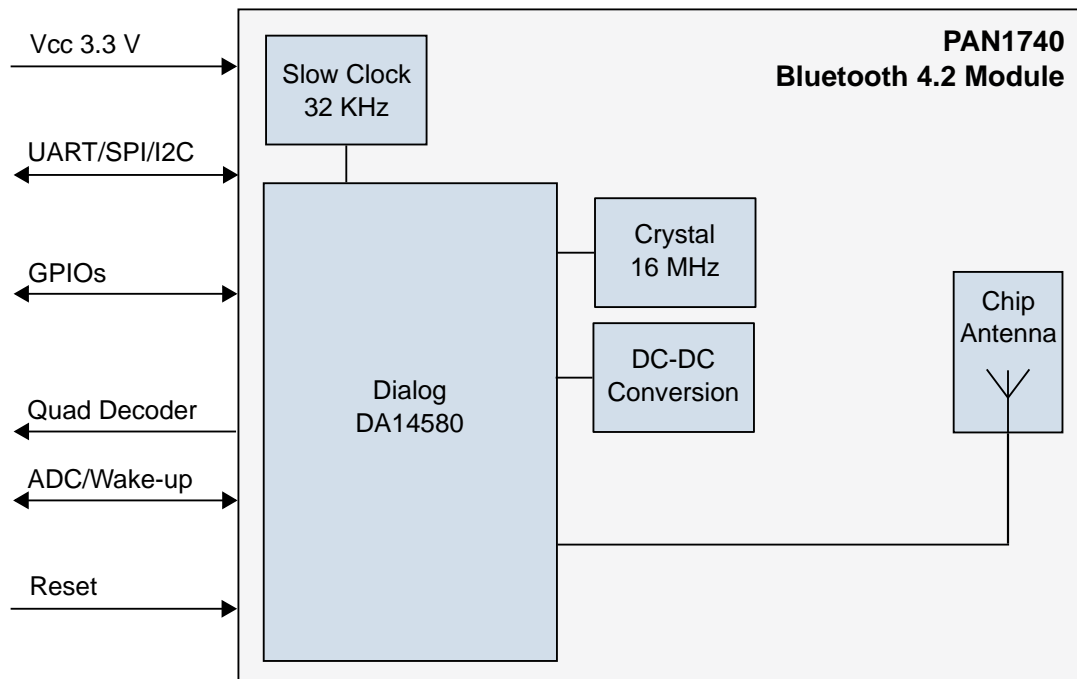 PAN1740
Bluetooth 4.2 Module
Vcc 3.3 V
UART/SPI/I2C
GPIOs
Quad Decoder
ADC/Wake-up
Reset
Slow Clock
32 KHz
Dialog
DA14580
Crystal
16 MHz
DC-DC
Conversion
Chip
Antenna